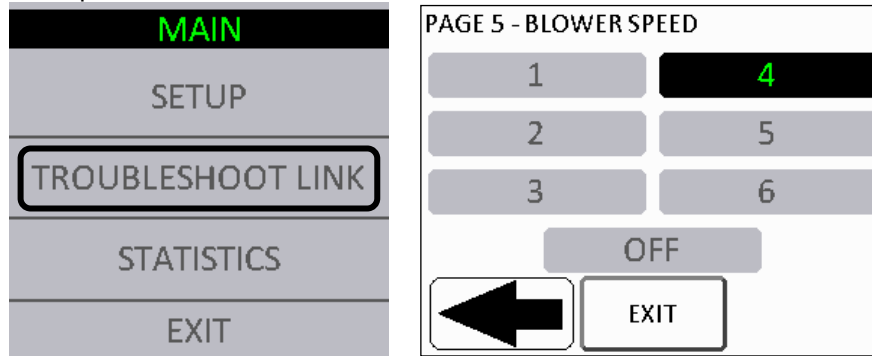 MAIN
SETUP
TROUBLESHOOT LINK
STATISTICS
EXIT
PAGE 5 - BLOWER SPEED
1
4
2
5
3
6
OFF
EXIT